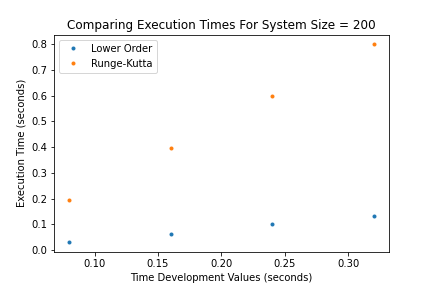 Comparing Execution Times For System Size = 200
Lower Order
Runge-Kutta
Execution Time (seconds)
0.8
0.7
0.6
0.5
0.4
0.3
0.2
0.1
0.0
0.10 0.15 0.20 0.25 0.30
Time Development Values (seconds)